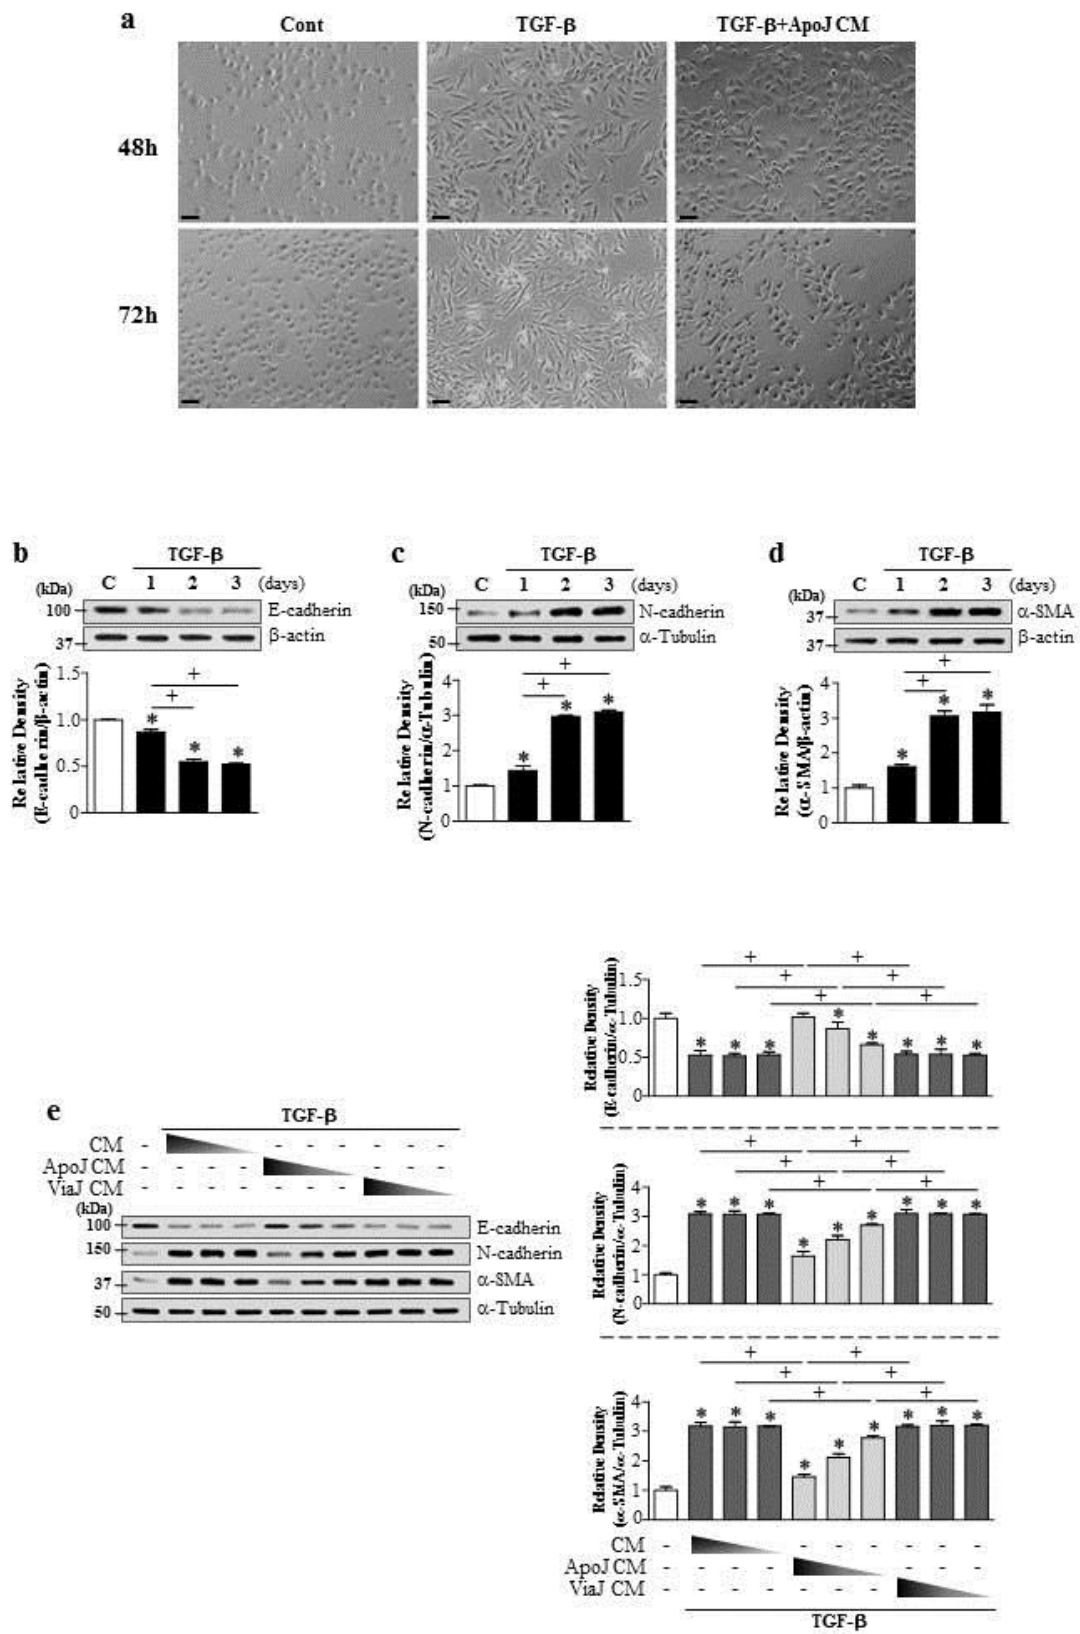 a
Cont TGF-β TGF-β+ApoJ CM
48h
72h
b
TGF-β
(kDa) C 1 2 3 (days)
100 E-cadherin
37 β-actin
Relative Density
(E-cadherin/β-actin)
1.5
1.0
0.5
0
+
+
* * *
c
TGF-β
(kDa) C 1 2 3 (days)
150 N-cadherin
50 α-Tubulin
Relative Density
(N-cadherin/α-Tubulin)
4
3
2
1
0
+
+
* * *
d
TGF-β
(kDa) C 1 2 3 (days)
37 α-SMA
37 β-actin
Relative Density
(α-SMA/β-actin)
4
3
2
1
0
+
+
* * *
e
TGF-β
CM - - - - - - -
ApoJ CM - - - - - - -
ViaJ CM - - - - - - -
(kDa)
100 E-cadherin
150 N-cadherin
37 α-SMA
50 α-Tubulin
Relative Density
(E-cadherin/α-Tubulin)
1.5
1.0
0.5
0
+ +
+ +
+ +
* * * * * * * *
Relative Density
(N-cadherin/α-Tubulin)
4
3
2
1
0
+ +
+ +
+ +
* * * * * * * * *
Relative Density
(α-SMA/α-Tubulin)
4
3
2
1
0
+ +
+ +
+ +
* * * * * * * * *
CM - - - - - - -
ApoJ CM - - - - - - -
ViaJ CM - - - - - - -
TGF-β